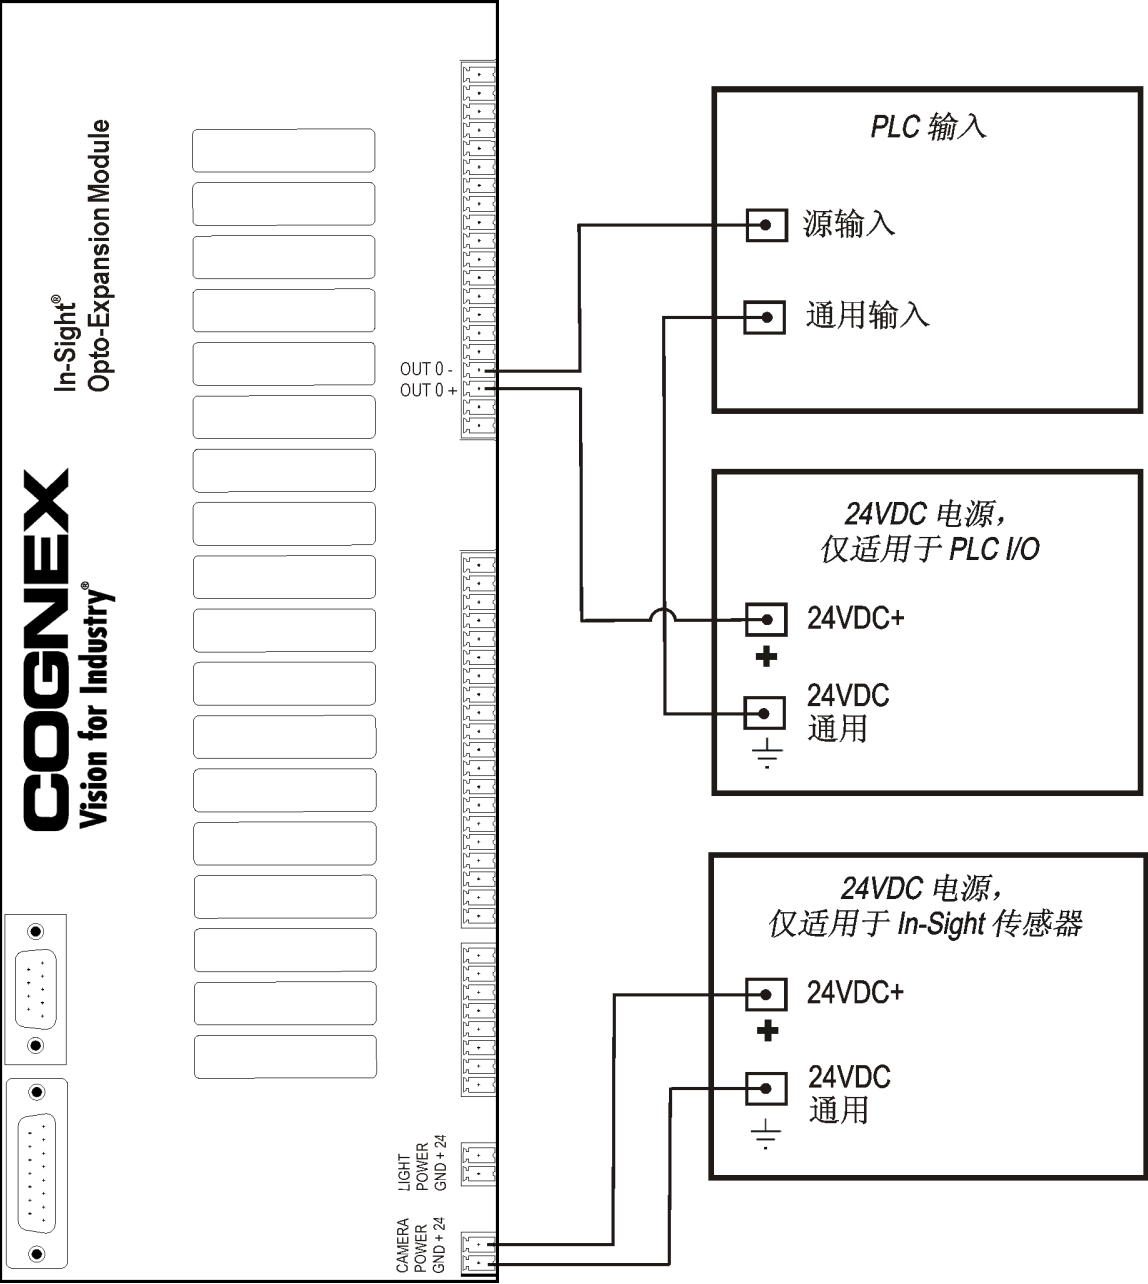 In-Sight®
Opto-Expansion Module
COGNEX
Vision for Industry®
OUT 0 -
OUT 0 +
LIGHT
POWER
GND + 24
CAMERA
POWER
GND + 24
PLC 输入
源输入
通用输入
24VDC 电源，
仅适用于 PLC I/O
24VDC+
+
24VDC
通用
24VDC 电源，
仅适用于 In-Sight 传感器
24VDC+
+
24VDC
通用